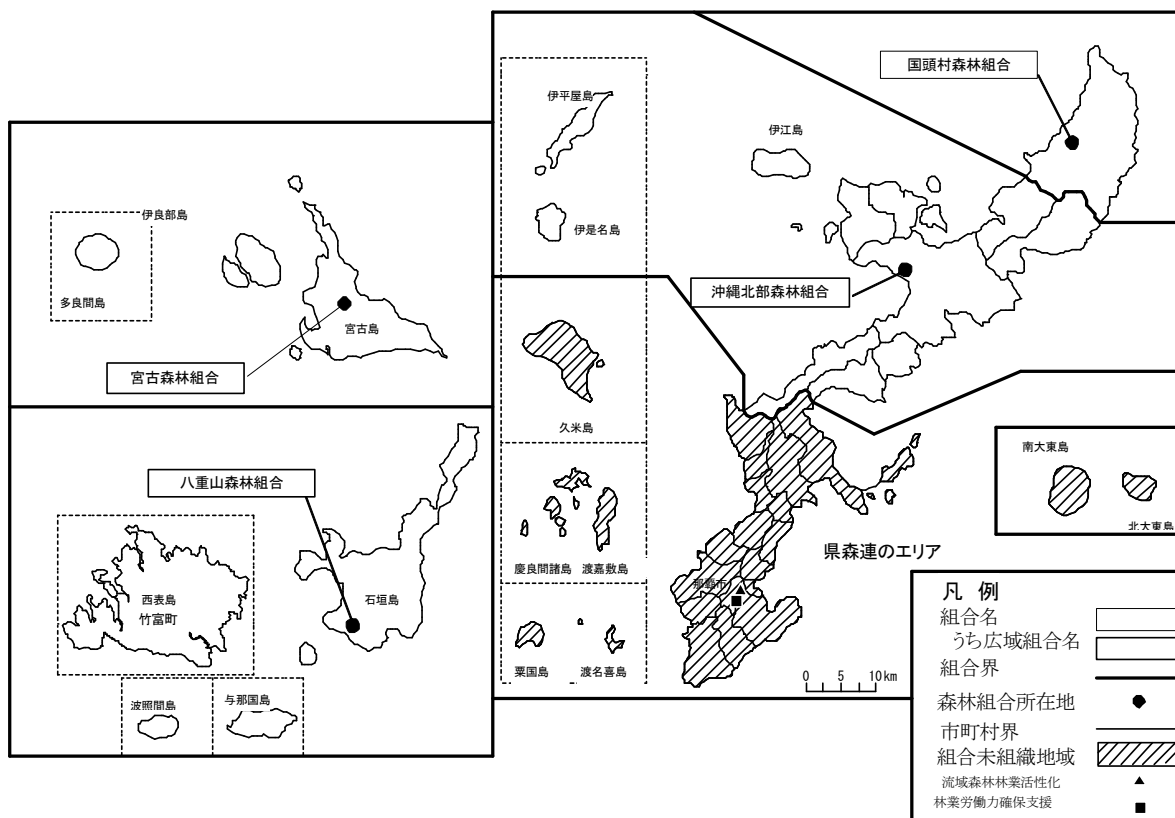 国頭村森林組合
伊平屋島
伊江島
伊是名島
沖縄北部森林組合
伊良部島
多良間島
宮古島
宮古森林組合
久米島
八重山森林組合
西表島
竹富町
石垣島
波照間島
与那国島
慶良間諸島 渡嘉敷島
粟国島
渡名喜島
那覇市
県森連のエリア
南大東島
北大東島
0 5 10km
凡 例
組合名
うち広域組合名
組合界
森林組合所在地
市町村界
組合未組織地域
流域森林林業活性化
林業労働力確保支援